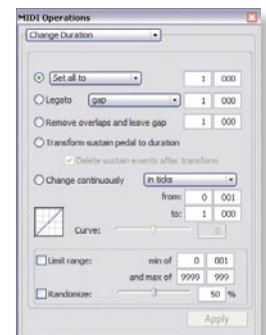 MIDI Operations
Change Duration
Set all to 1 000
Legato gap 1 000
Remove overlaps and leave gap 1 000
Transform sustain pedal to duration
Delete sustain events after transform
Change continuously in ticks
from: 0 001
to: 1 000
Curve: 0
Limit range: min of 0 001
and max of 9999 999
Randomize: 50 %
Apply